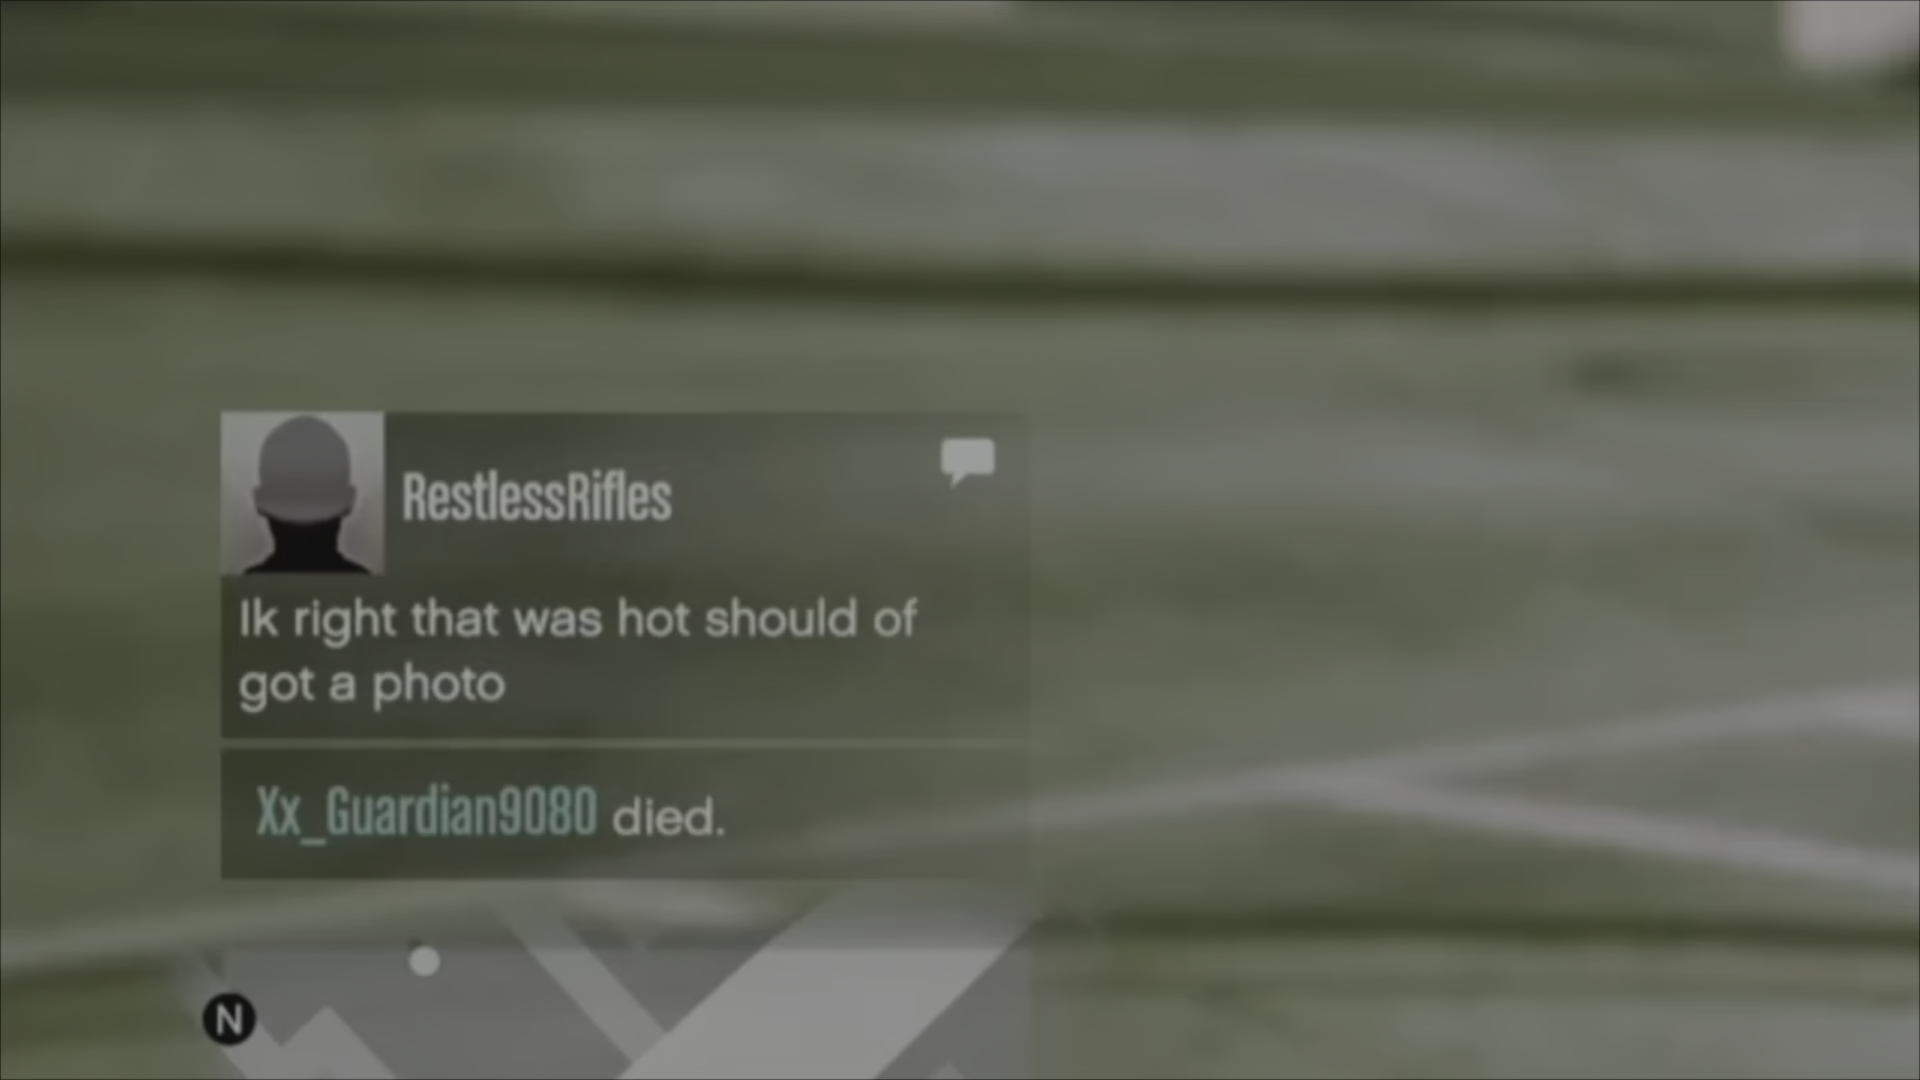 RestlessRifles
Ik right that was hot should of
got a photo
Xx_Guardian9080 died.
N